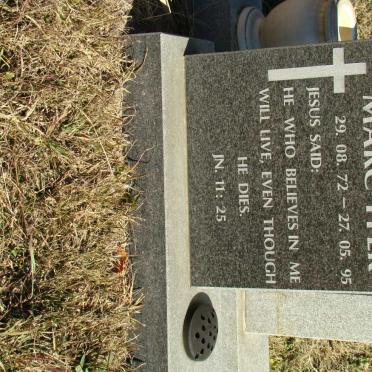 MARC
29. 08. 72 – 27. 05. 95
JESUS SAID:
HE WHO BELIEVES IN ME
WILL LIVE, EVEN THOUGH
HE DIES.
JN. 11 : 25